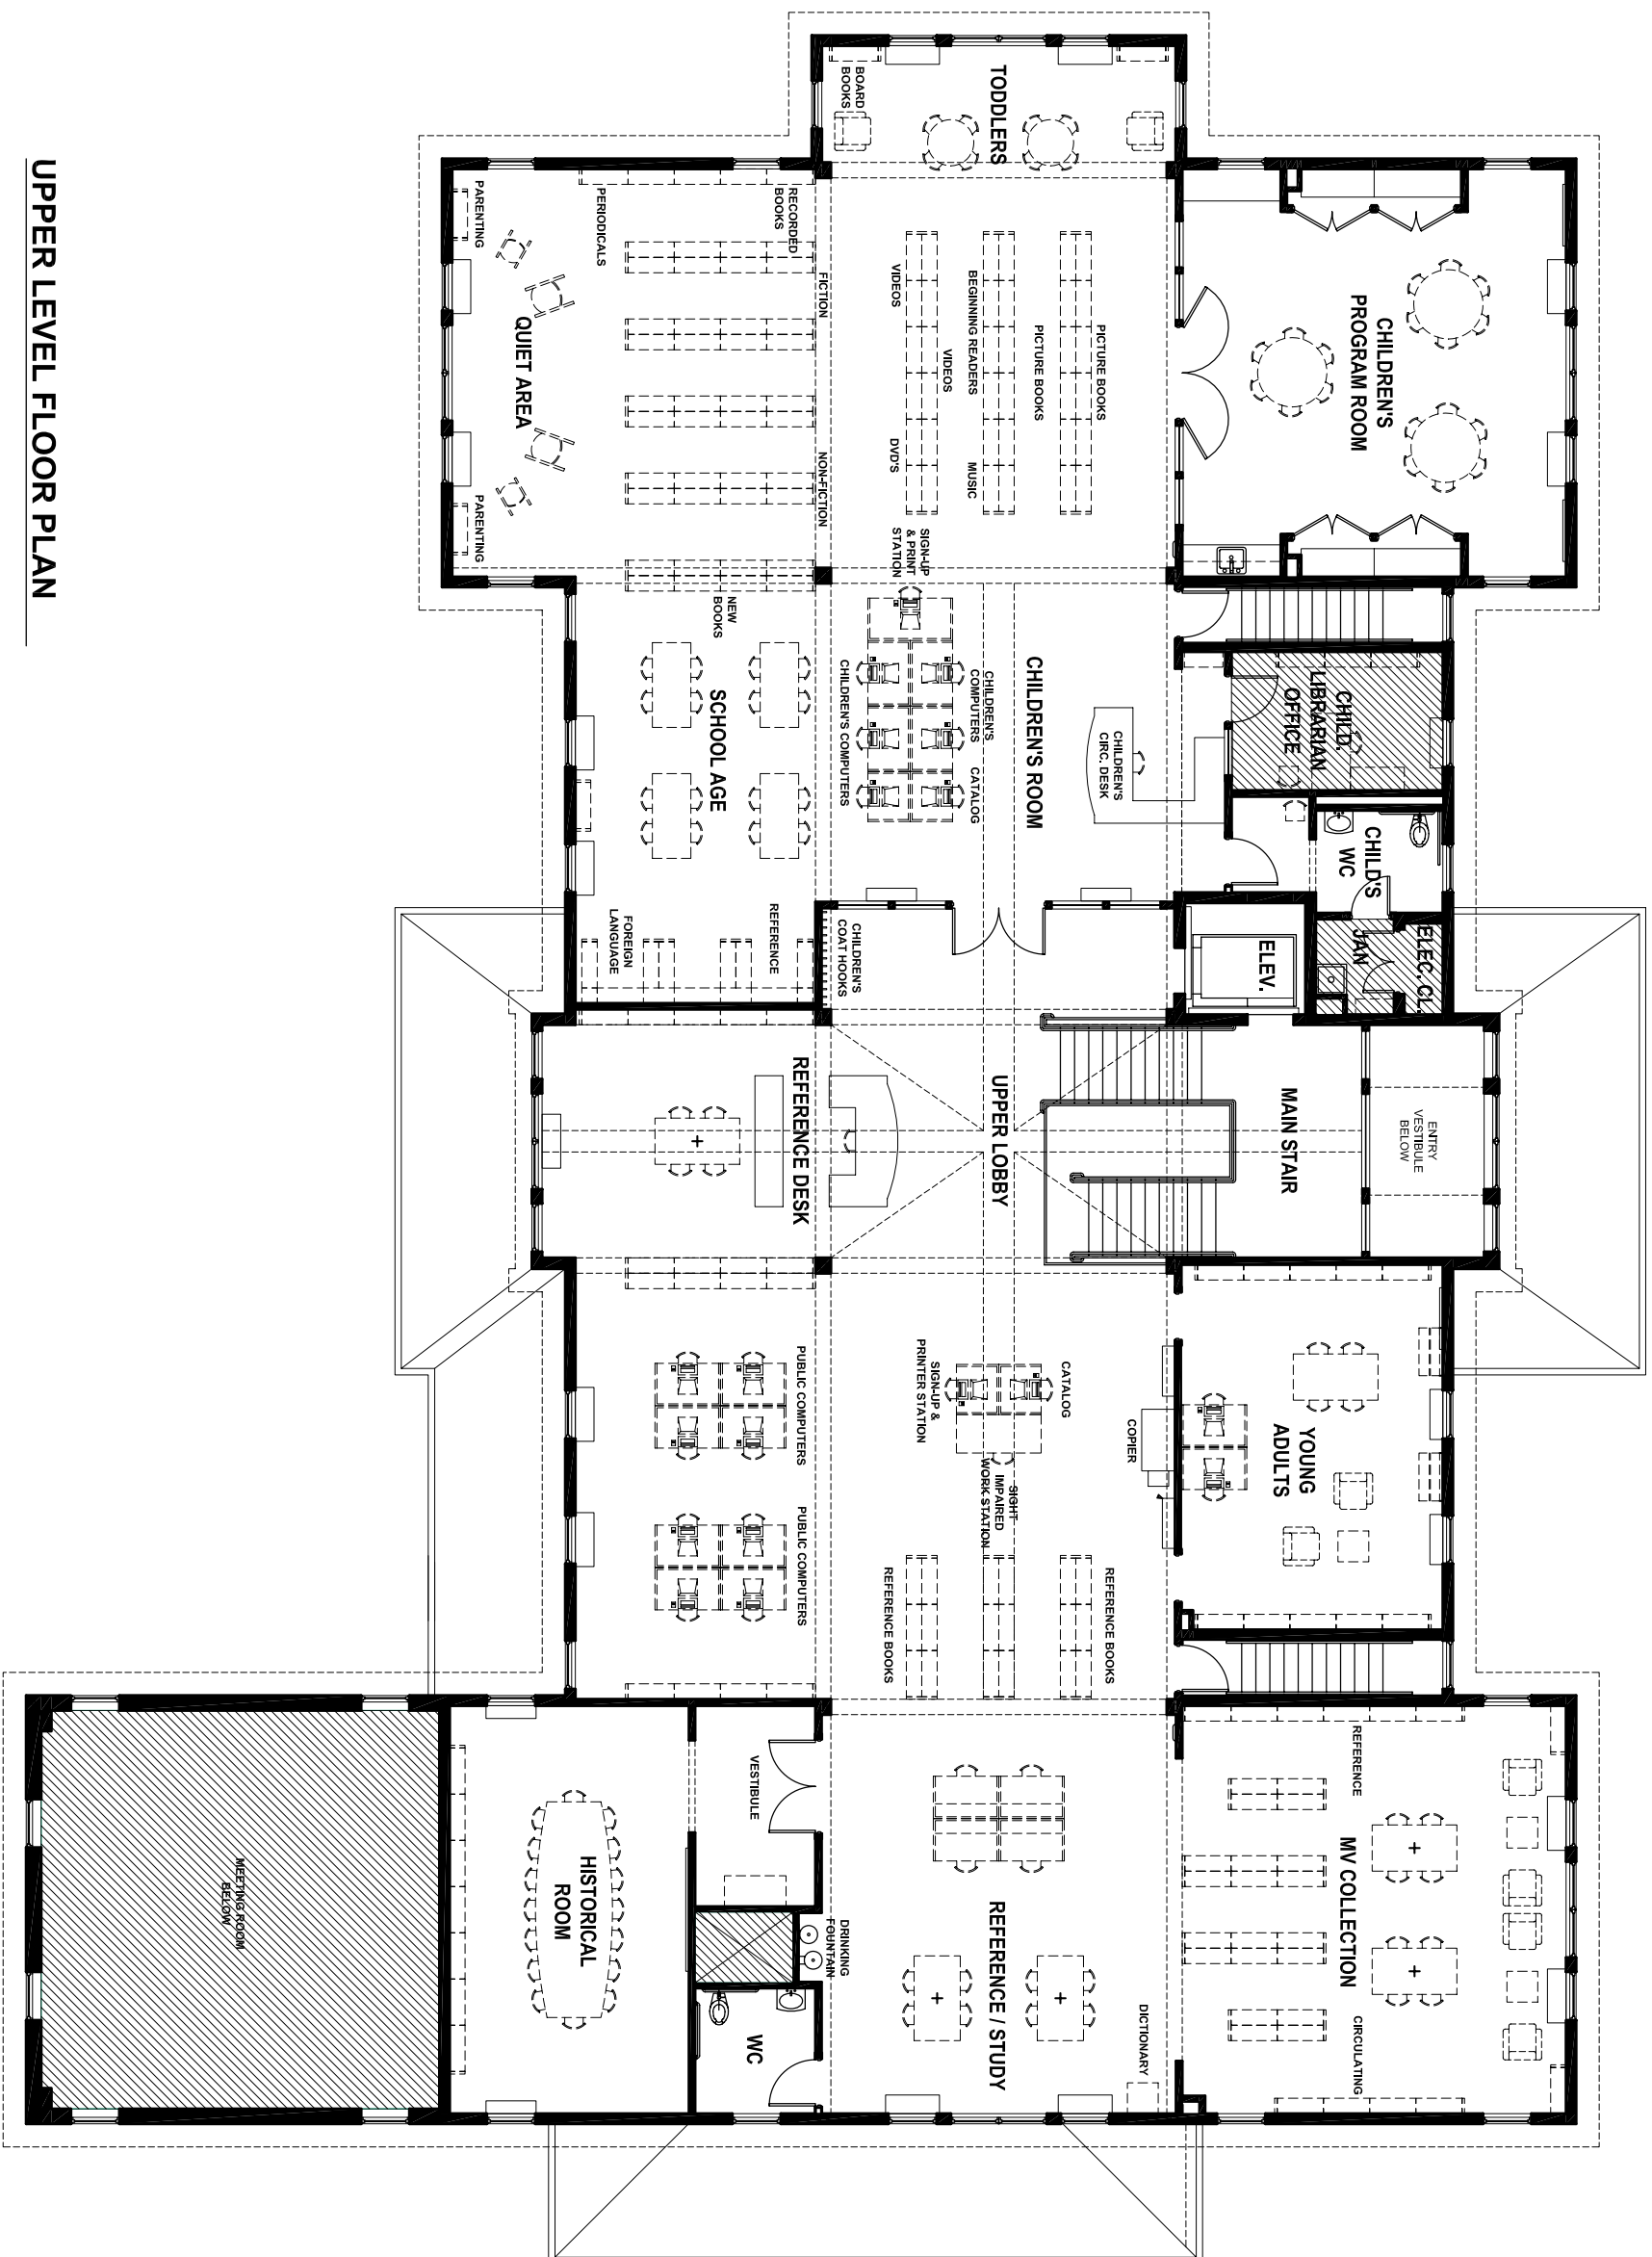 TODDLERS
BOARD
BOOKS
CHILDREN'S
PROGRAM ROOM
PARENTING
PERIODICALS
RECORDED
BOOKS
FICTION
VIDEOS
VIDEOS
BEGINNING READERS
PICTURE BOOKS
PICTURE BOOKS
QUIET AREA
NON-FICTION
DVD'S
MUSIC
PARENTING
SIGN-UP
& PRINT
STATION
NEW
BOOKS
CHILDREN'S COMPUTERS
CHILDREN'S
COMPUTERS
CATALOG
CHILDREN'S ROOM
CHILDREN'S
CIRC. DESK
CHILD.
LIBRARIAN
OFFICE
SCHOOL AGE
CHILD'S
WC
FOREIGN
LANGUAGE
REFERENCE
CHILDREN'S
COAT HOOKS
ELEV.
JAN
ELEC. CL.
REFERENCE DESK
UPPER LOBBY
MAIN STAIR
ENTRY
VESTIBULE
BELOW
PUBLIC COMPUTERS
SIGN-UP &
PRINTER STATION
CATALOG
COPIER
YOUNG
ADULTS
SIGHT
IMPAIRED
WORK STATION
PUBLIC COMPUTERS
REFERENCE BOOKS
REFERENCE BOOKS
VESTIBULE
REFERENCE
MV COLLECTION
CIRCULATING
MEETING ROOM
BELOW
HISTORICAL
ROOM
DRINKING
FOUNTAIN
REFERENCE / STUDY
WC
DICTIONARY
UPPER LEVEL FLOOR PLAN